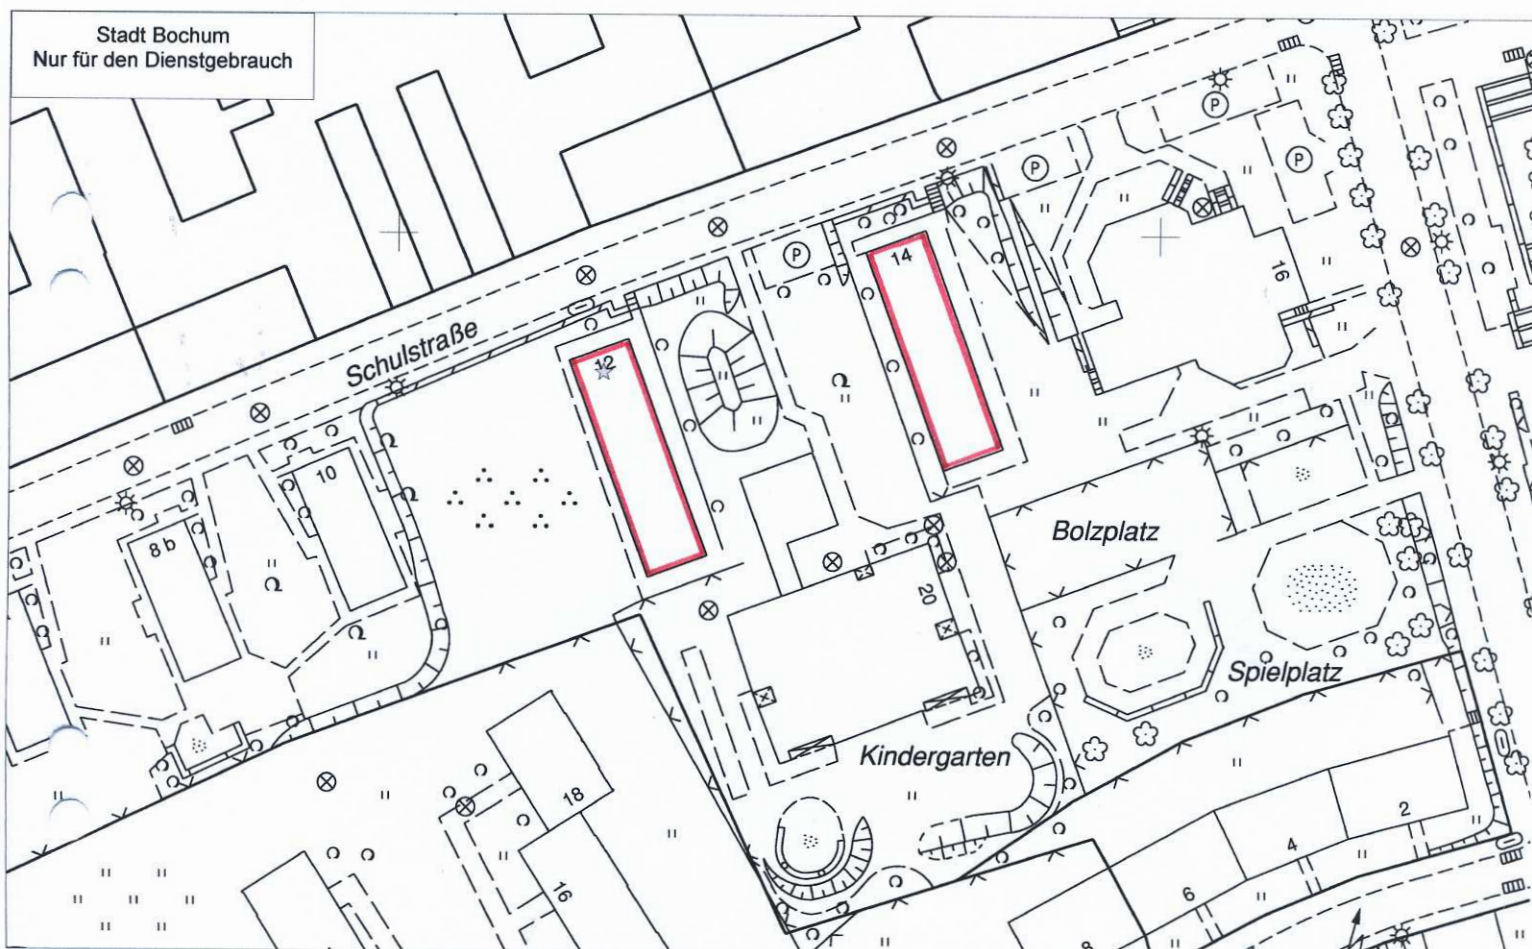 Stadt Bochum
Nur für den Dienstgebrauch
P
P
P
P
14
16
12
Schulstraße
10
8 b
Bolzplatz
20
Spielplatz
Kindergarten
18
2
4
16
6
8